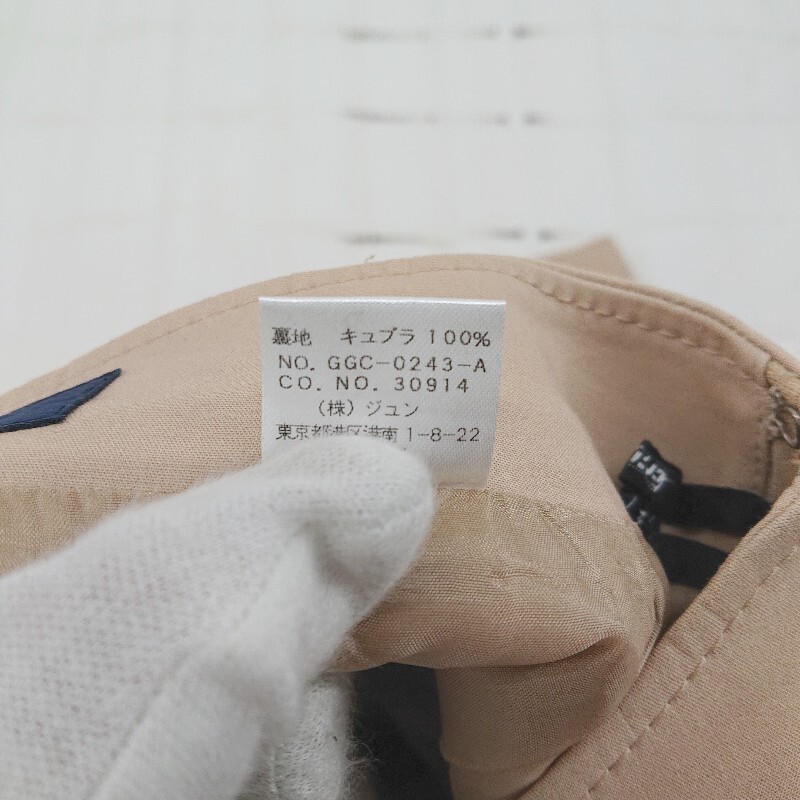 裏地 キュプラ 100%
NO. GGC-0243-A
CO. NO. 30914
(株) ジュン
東京都港区港南 1-8-22